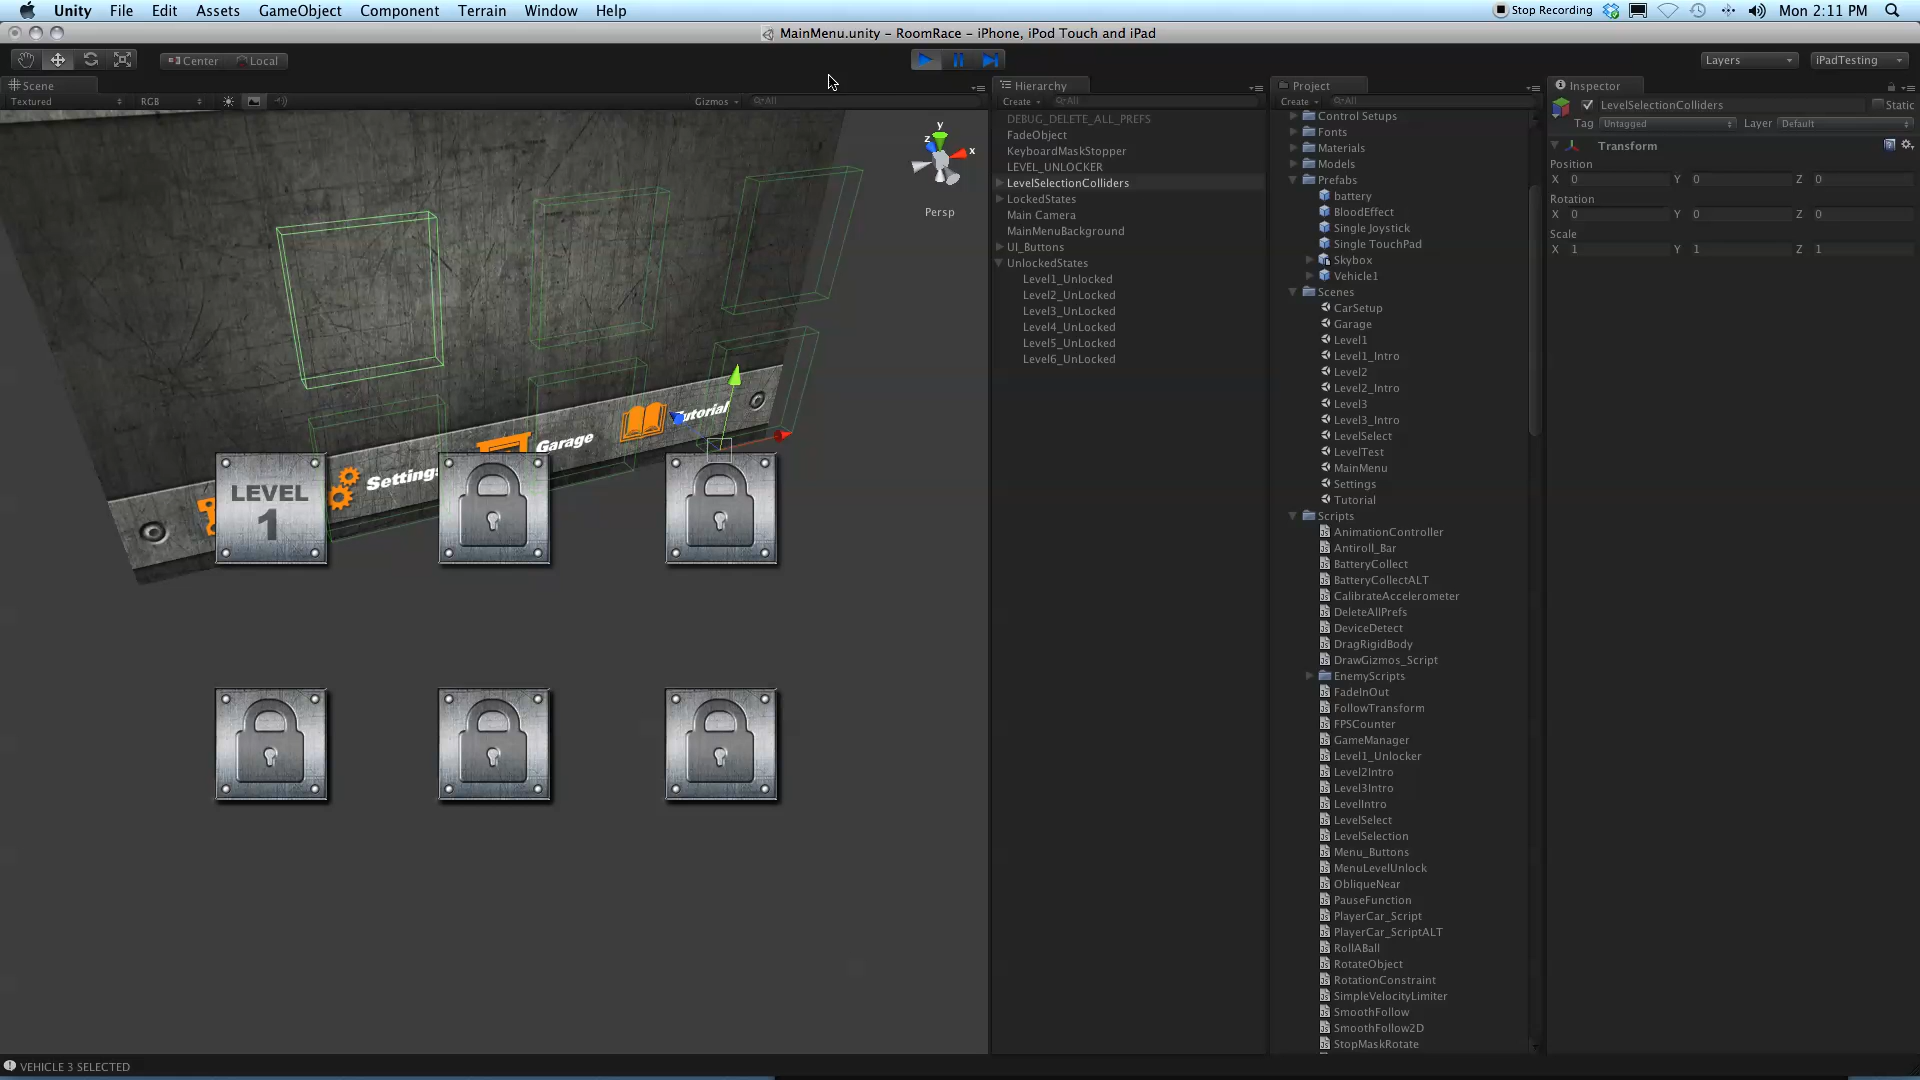 Unity File Edit Assets GameObject Component Terrain Window Help
Stop Recording Mon 2:11 PM
MainMenu.unity – RoomRace – iPhone, iPod Touch and iPad
Center Local
Layers iPadTesting
Scene
Textured RGB Gizmos All
y
z x
Persp
LEVEL
1
Settings
Garage
Tutorial
Hierarchy
Create All
DEBUG_DELETE_ALL_PREFS
FadeObject
KeyboardMaskStopper
LEVEL_UNLOCKER
LevelSelectionColliders
LockedStates
Main Camera
MainMenuBackground
UI_Buttons
UnlockedStates
Level1_Unlocked
Level2_UnLocked
Level3_UnLocked
Level4_UnLocked
Level5_UnLocked
Level6_UnLocked
Project
Create All
Control Setups
Fonts
Materials
Models
Prefabs
battery
BloodEffect
Single Joystick
Single TouchPad
Skybox
Vehicle1
Scenes
CarSetup
Garage
Level1
Level1_Intro
Level2
Level2_Intro
Level3
Level3_Intro
LevelSelect
LevelTest
MainMenu
Settings
Tutorial
Scripts
AnimationController
Antiroll_Bar
BatteryCollect
BatteryCollectALT
CalibrateAccelerometer
DeleteAllPrefs
DeviceDetect
DragRigidBody
DrawGizmos_Script
EnemyScripts
FadeInOut
FollowTransform
FPSCounter
GameManager
Level1_Unlocker
Level2Intro
Level3Intro
LevelIntro
LevelSelect
LevelSelection
Menu_Buttons
MenuLevelUnlock
ObliqueNear
PauseFunction
PlayerCar_Script
PlayerCar_ScriptALT
RollABall
RotateObject
RotationConstraint
SimpleVelocityLimiter
SmoothFollow
SmoothFollow2D
StopMaskRotate
Inspector
LevelSelectionColliders Static
Tag Untagged Layer Default
Transform
Position
X 0 Y 0 Z 0
Rotation
X 0 Y 0 Z 0
Scale
X 1 Y 1 Z 1
VEHICLE 3 SELECTED